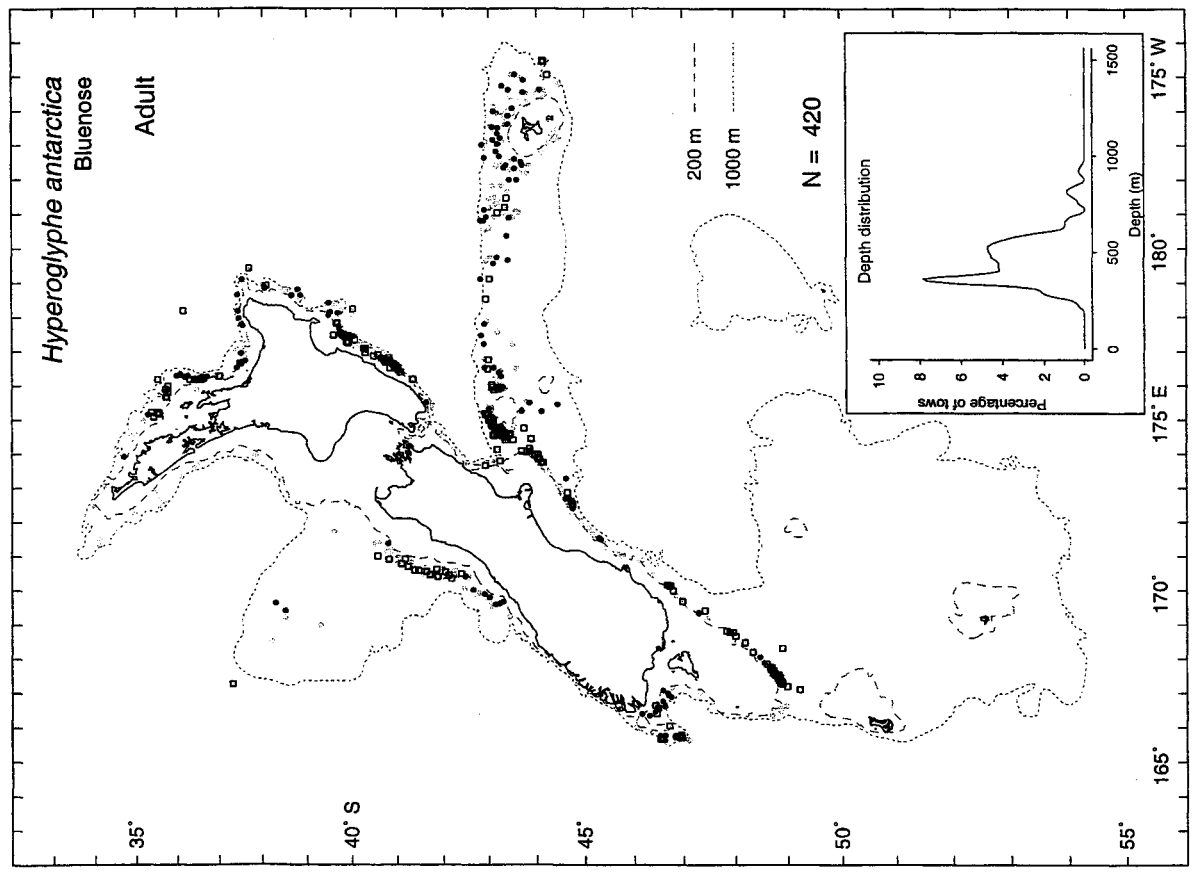 Hyperoglyphe antarctica
Bluenose
Adult
35°
40° S
45°
50°
55°
165°
170°
175° E
180°
175° W
200 m
1000 m
N = 420
Depth distribution
Percentage of tows
10
8
6
4
2
0
0
500
1000
1500
Depth (m)